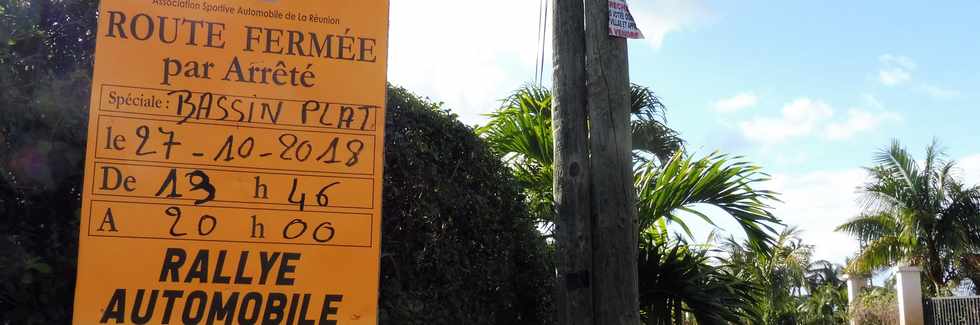 Association Sportive Automobile de La Réunion
ROUTE FERMÉE
par Arrêté
Spéciale : BASSIN PLAT
le 27-10-2018
De 13 h 46
A 20 h 00
RALLYE
AUTOMOBILE